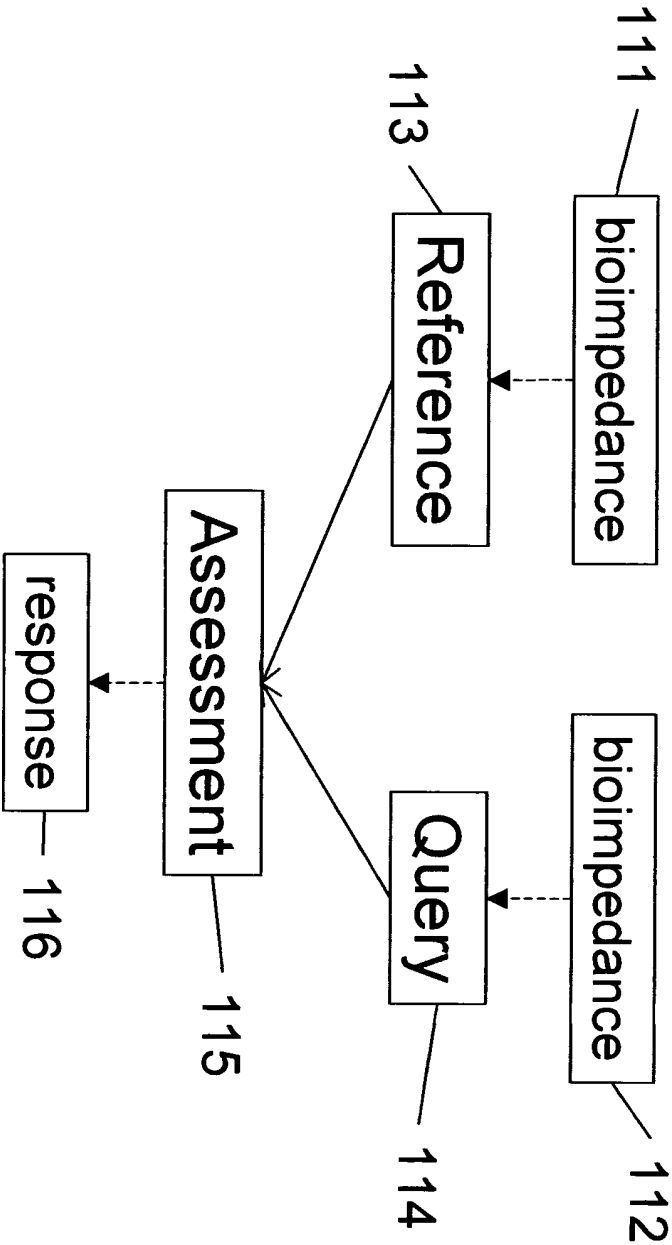 111
bioimpedance
bioimpedance
112
113
Reference
Query
114
Assessment
115
response
116